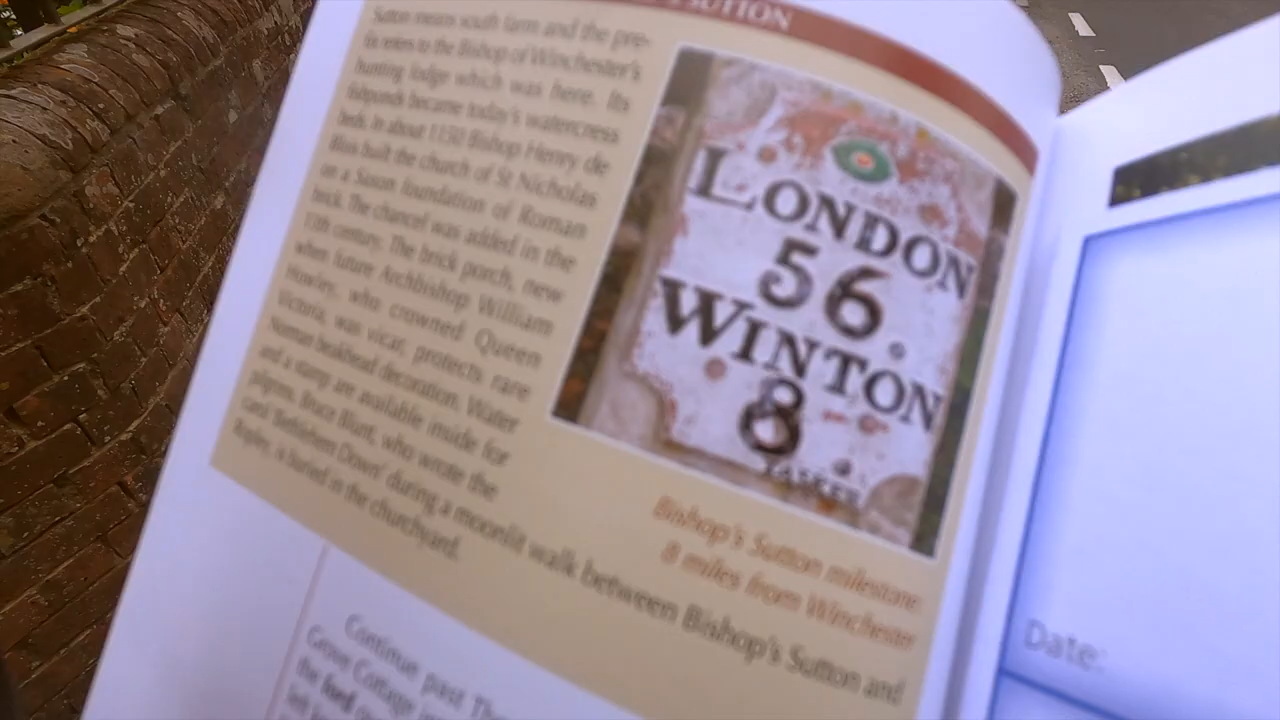 SUTTON
Sutton means south farm and the pre-
fix refers to the Bishop of Winchester's
hunting lodge which was here. Its
fishponds became today's watercress
beds. In about 1150 Bishop Henry de
Blois built the church of St Nicholas
on a Saxon foundation of Roman
brick. The chancel was added in the
13th century. The brick porch, new
when future Archbishop William
Howley, who crowned Queen
Victoria, was vicar, protects rare
Norman beakhead decoration. Water
and a stamp are available inside for
pilgrims. Bruce Blunt, who wrote the
carol 'Bethlehem Down' during a moonlit walk between Bishop's Sutton and
Ropley, is buried in the churchyard.
LONDON
56
WINTON
8
Bishop's Sutton milestone
8 miles from Winchester
Continue past The
Grove Cottage
the ford
Date: